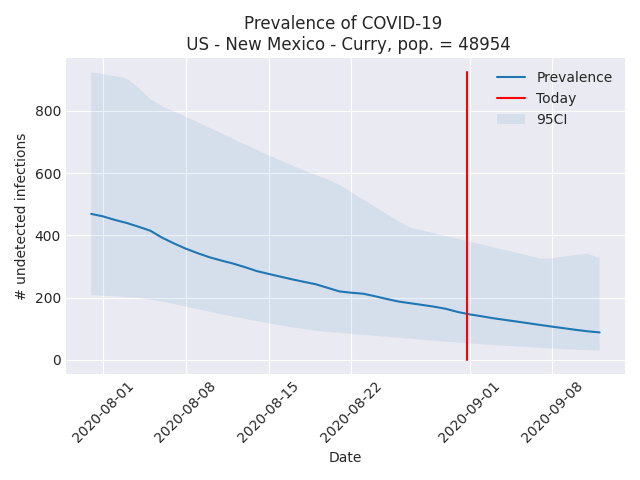 Prevalence of COVID-19
US - New Mexico - Curry, pop. = 48954
Prevalence
Today
95CI
# undetected infections
800
600
400
200
0
2020-08-01
2020-08-08
2020-08-15
2020-08-22
2020-09-01
2020-09-08
Date